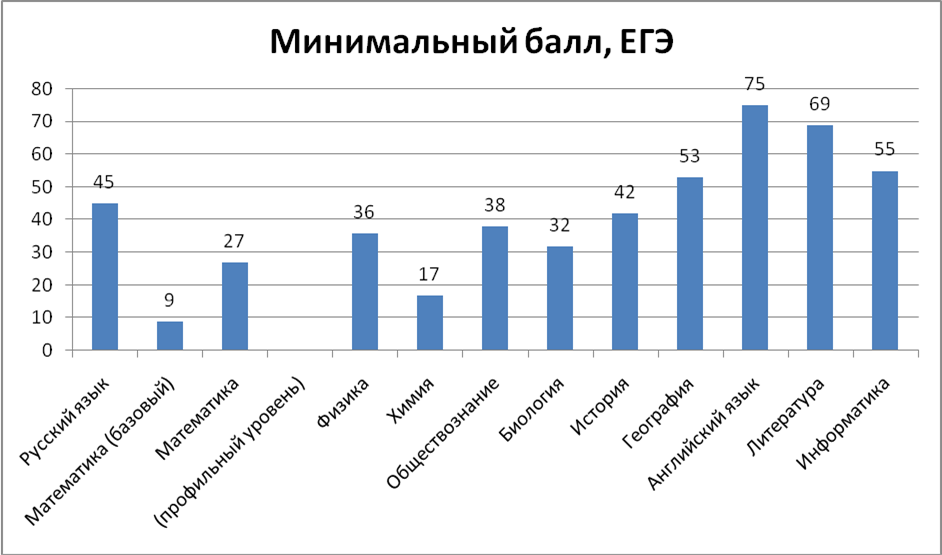 Минимальный балл, ЕГЭ
80
70
60
50
40
30
20
10
0
45
9
27
36
17
38
32
42
53
75
69
55
Русский язык
Математика (базовый)
Математика
(профильный уровень)
Физика
Химия
Обществознание
Биология
История
География
Английский язык
Литература
Информатика